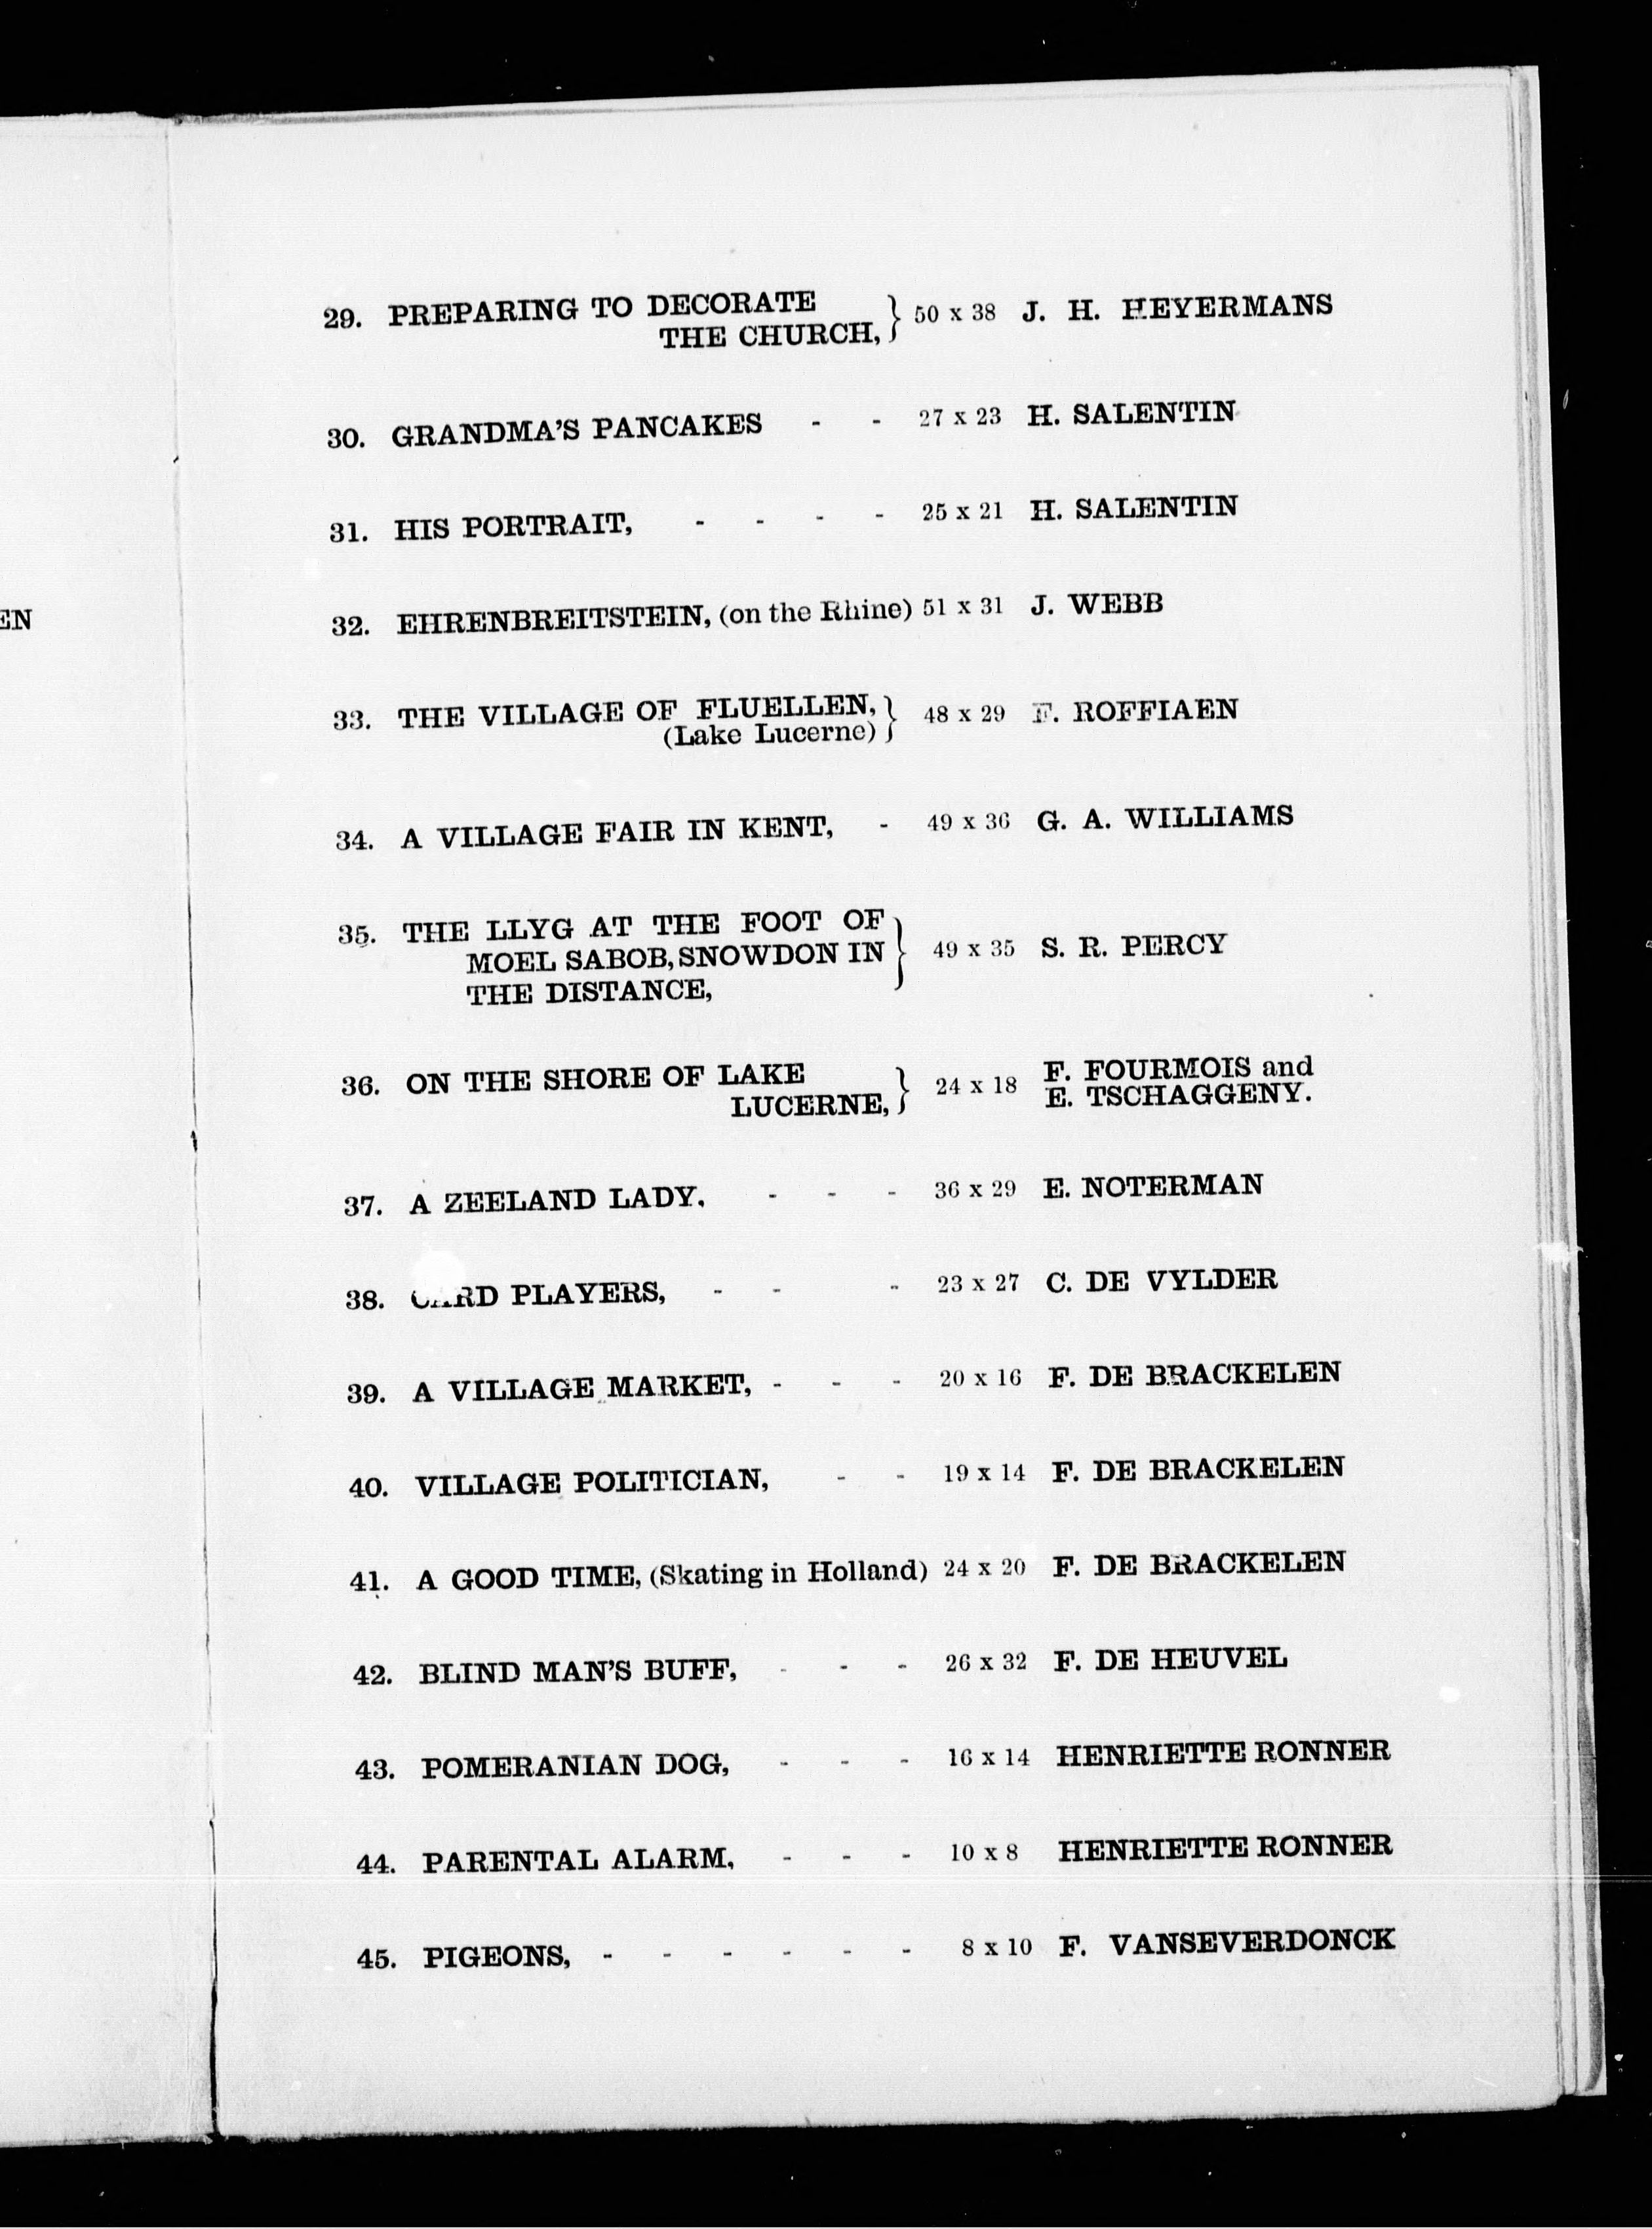 EN
29. PREPARING TO DECORATE
THE CHURCH, } 50 x 38 J. H. HEYERMANS
30. GRANDMA'S PANCAKES - - 27 x 23 H. SALENTIN
31. HIS PORTRAIT, - - - - 25 x 21 H. SALENTIN
32. EHRENBREITSTEIN, (on the Rhine) 51 x 31 J. WEBB
33. THE VILLAGE OF FLUELLEN,
(Lake Lucerne) } 48 x 29 F. ROFFIAEN
34. A VILLAGE FAIR IN KENT, - 49 x 36 G. A. WILLIAMS
35. THE LLYG AT THE FOOT OF
MOEL SABOB, SNOWDON IN } 49 x 35 S. R. PERCY
THE DISTANCE,
36. ON THE SHORE OF LAKE
LUCERNE, } 24 x 18 F. FOURMOIS and
E. TSCHAGGENY.
37. A ZEELAND LADY. - - - 36 x 29 E. NOTERMAN
38. CARD PLAYERS, - - - 23 x 27 C. DE VYLDER
39. A VILLAGE MARKET, - - - 20 x 16 F. DE BRACKELEN
40. VILLAGE POLITICIAN, - - 19 x 14 F. DE BRACKELEN
41. A GOOD TIME, (Skating in Holland) 24 x 20 F. DE BRACKELEN
42. BLIND MAN'S BUFF, - - - 26 x 32 F. DE HEUVEL
43. POMERANIAN DOG, - - - 16 x 14 HENRIETTE RONNER
44. PARENTAL ALARM, - - - 10 x 8 HENRIETTE RONNER
45. PIGEONS, - - - - - - 8 x 10 F. VANSEVERDONCK